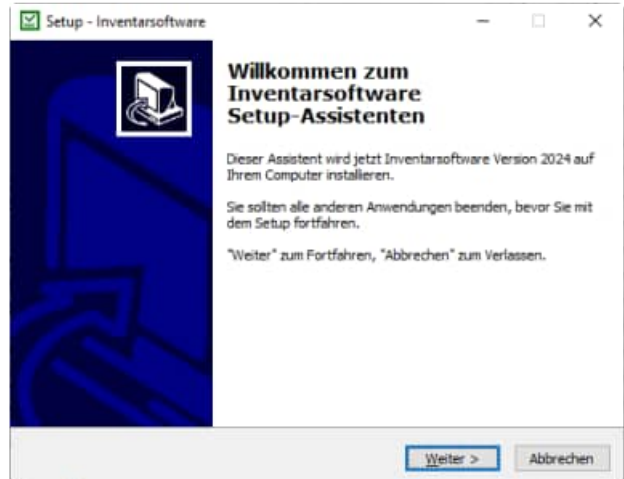 Setup - Inventarsoftware
Willkommen zum
Inventarsoftware
Setup-Assistenten
Dieser Assistent wird jetzt Inventarsoftware Version 2024 auf
Ihrem Computer installieren.
Sie sollten alle anderen Anwendungen beenden, bevor Sie mit
dem Setup fortfahren.
"Weiter" zum Fortfahren, "Abbrechen" zum Verlassen.
Weiter >
Abbrechen